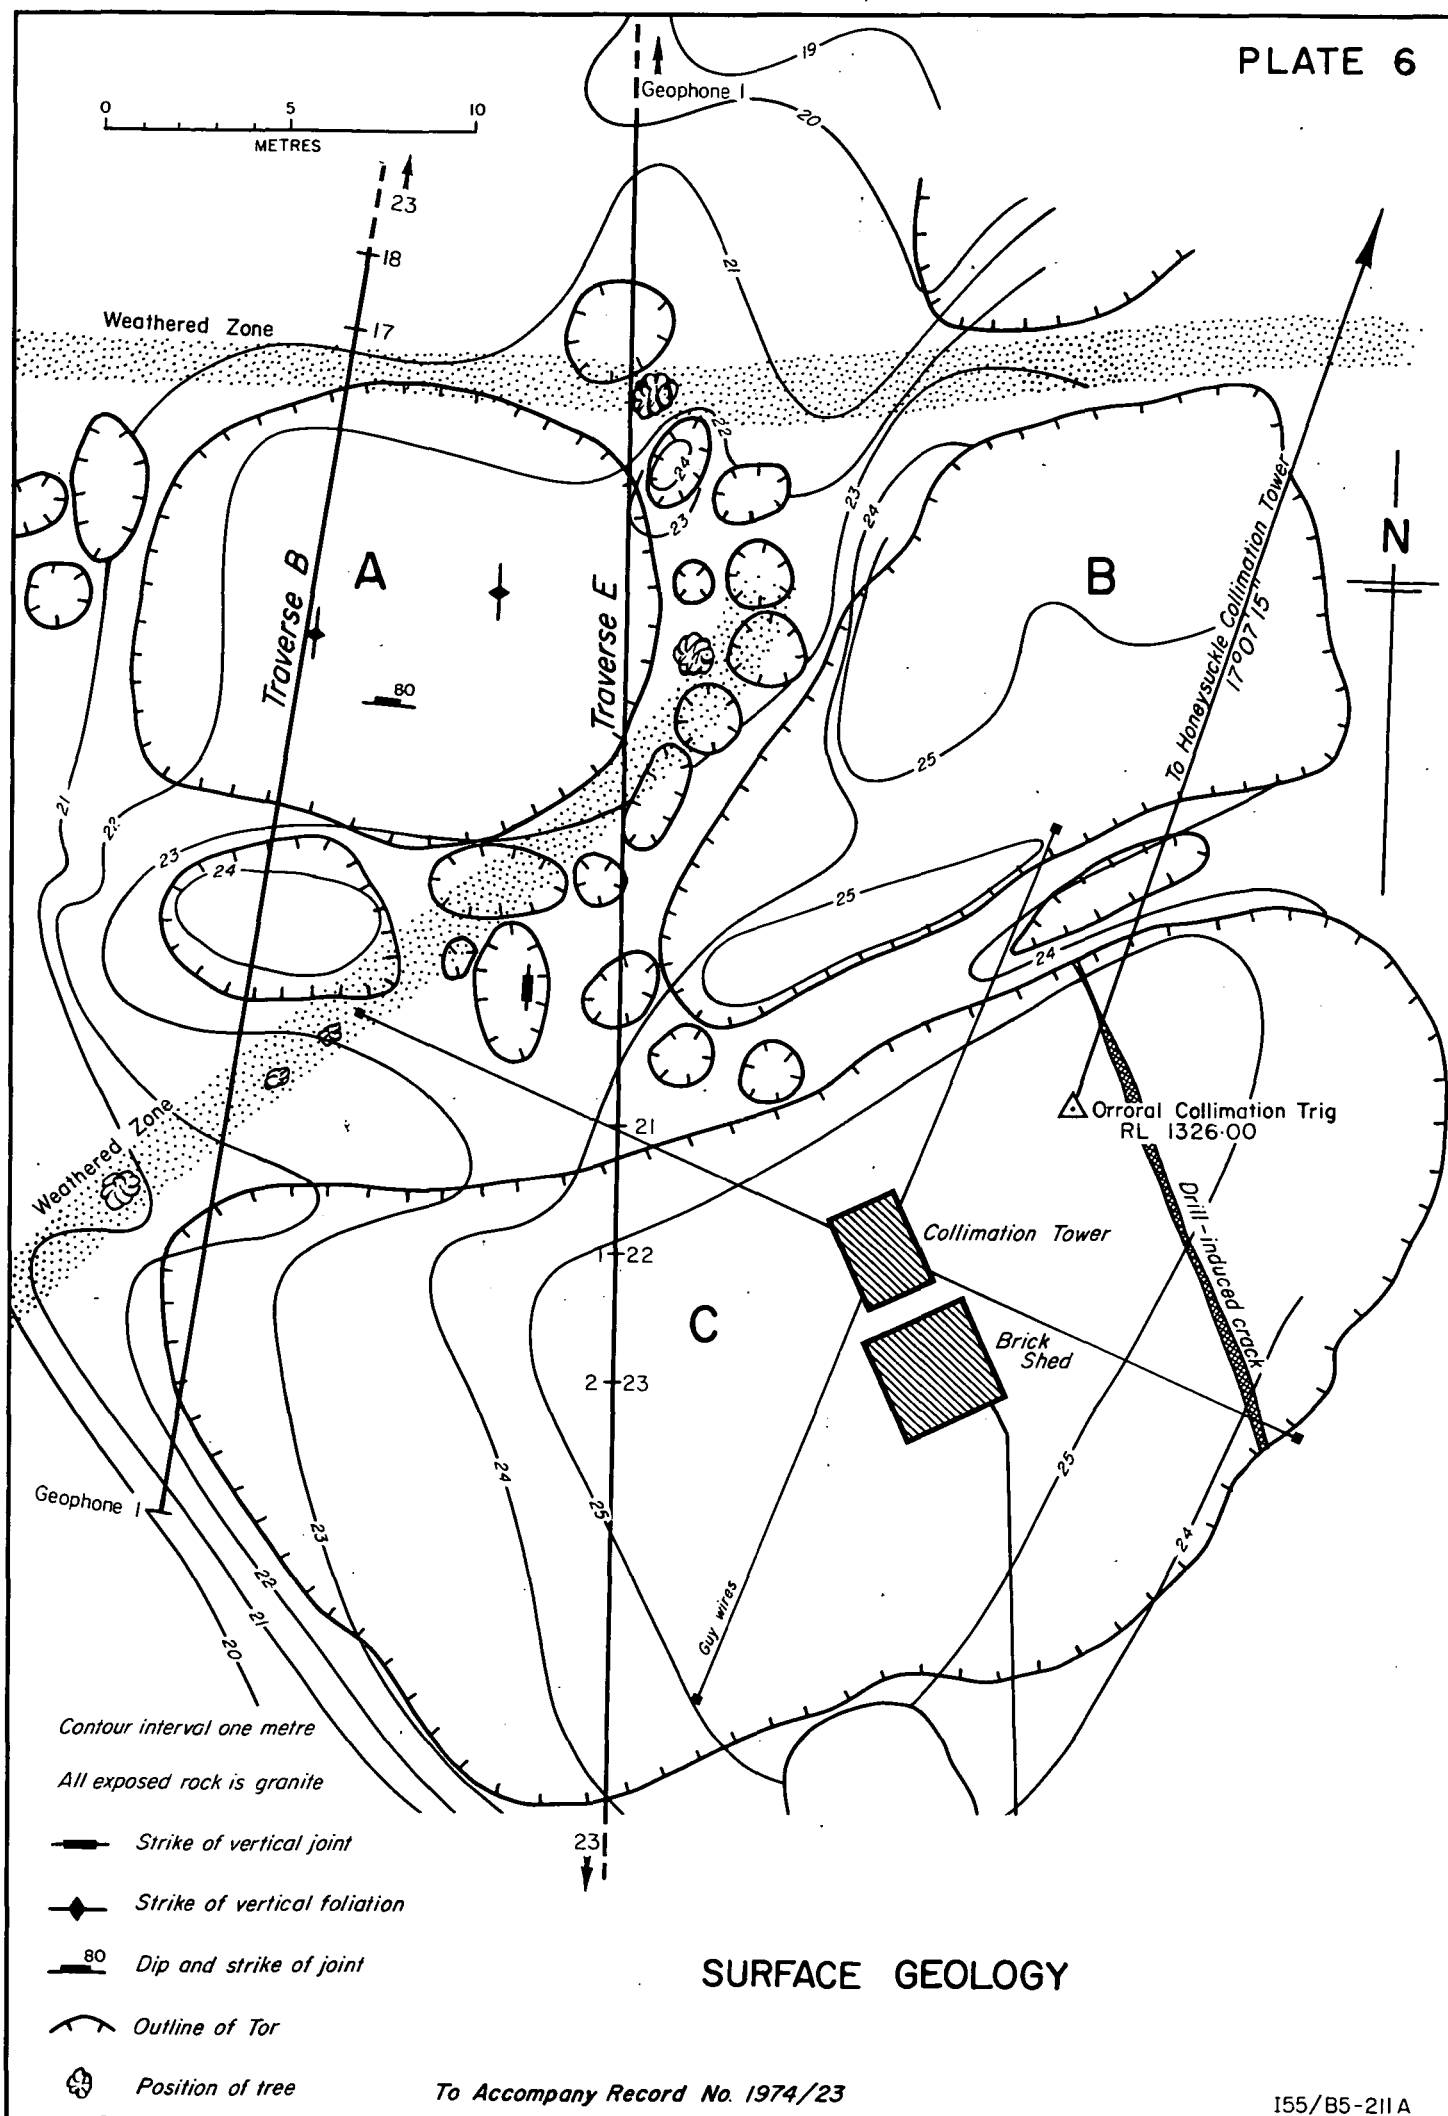 PLATE 6
0 5 10
METRES
Geophone 1
19
20
23
18
17
Weathered Zone
21
22
24
23
23
24
A
B
N
Traverse B
Traverse E
80
To Honeysuckle Collimation Tower
17°07'15"
25
21
22
23
24
25
24
Weathered Zone
21
Orroral Collimation Trig
RL 1326·00
Collimation Tower
1 22
C
Drill-induced crack
Brick
Shed
2 23
Geophone 1
23
24
25
25
24
22
21
20
Guy wires
23
Contour interval one metre
All exposed rock is granite
Strike of vertical joint
Strike of vertical foliation
80 Dip and strike of joint
Outline of Tor
Position of tree
SURFACE GEOLOGY
To Accompany Record No. 1974/23
I55/B5-211A